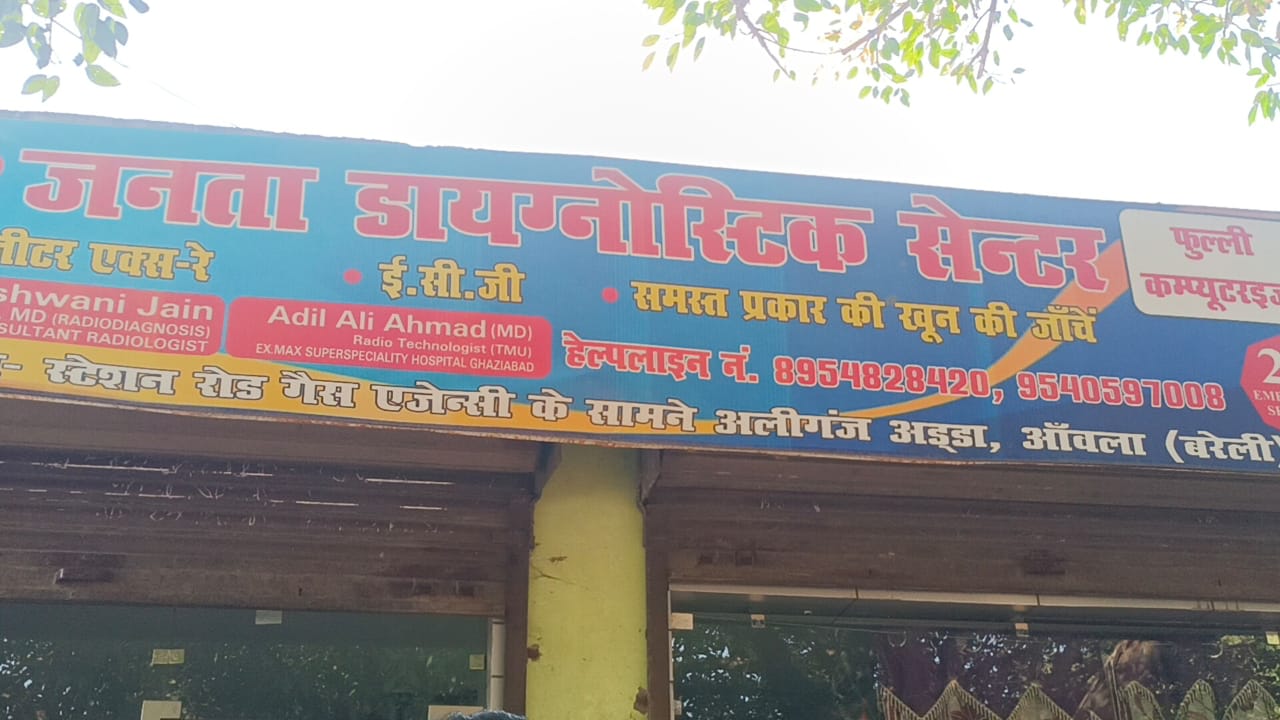 जनता डायग्नोस्टिक सेन्टर
फुल्ली
कम्प्यूटरइज
लीटर एक्स-रे
ई.सी.जी
समस्त प्रकार की खून की जाँचें
shwani Jain
MD (RADIODIAGNOSIS)
SULTANT RADIOLOGIST
Adil Ali Ahmad (MD)
Radio Technologist (TMU)
EX.MAX SUPERSPECIALITY HOSPITAL GHAZIABAD
हेल्पलाइन नं. 8954828420, 9540597008
स्टेशन रोड गैस एजेन्सी के सामने अलीगंज अड्डा, आँवला (बरेली)